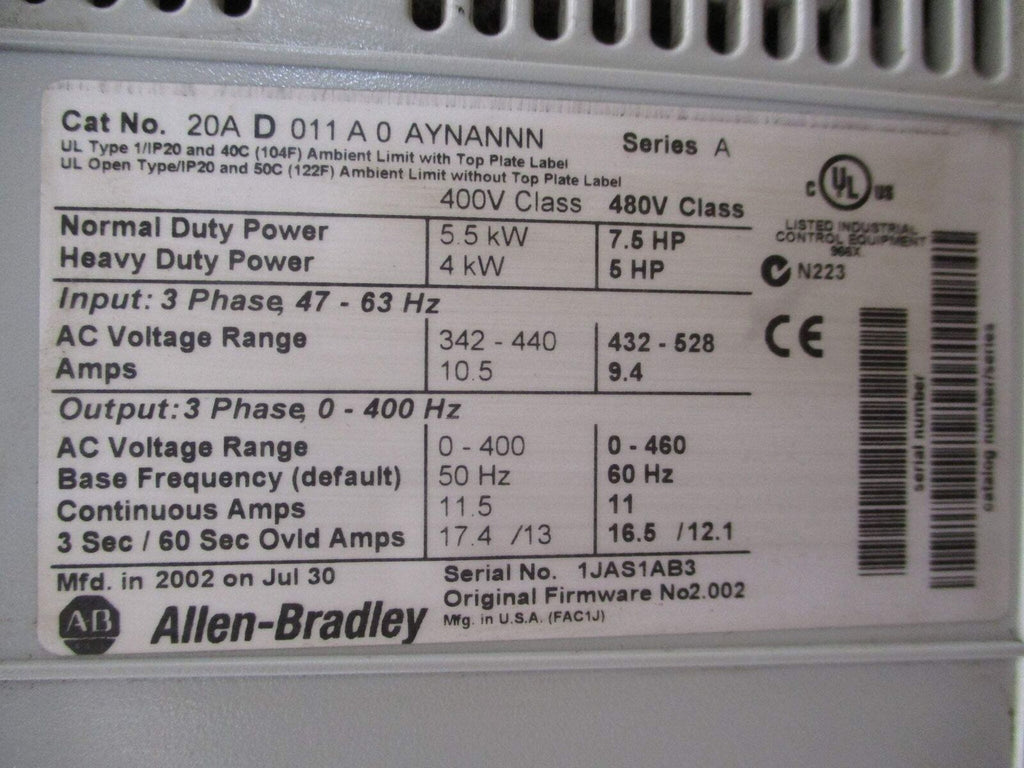 Cat No. 20A D 011 A 0 AYNANNN Series A
UL Type 1/IP20 and 40C (104F) Ambient Limit with Top Plate Label
UL Open Type/IP20 and 50C (122F) Ambient Limit without Top Plate Label
400V Class 480V Class
Normal Duty Power 5.5 kW 7.5 HP
Heavy Duty Power 4 kW 5 HP
Input: 3 Phase, 47 - 63 Hz
AC Voltage Range 342 - 440 432 - 528
Amps 10.5 9.4
Output: 3 Phase, 0 - 400 Hz
AC Voltage Range 0 - 400 0 - 460
Base Frequency (default) 50 Hz 60 Hz
Continuous Amps 11.5 11
3 Sec / 60 Sec Ovld Amps 17.4 /13 16.5 /12.1
Mfd. in 2002 on Jul 30
Serial No. 1JAS1AB3
Original Firmware No2.002
Mfg. in U.S.A. (FAC1J)
AB Allen-Bradley
C UL US
LISTED INDUSTRIAL
CONTROL EQUIPMENT
966X
N223
CE
serial number
catalog number/series